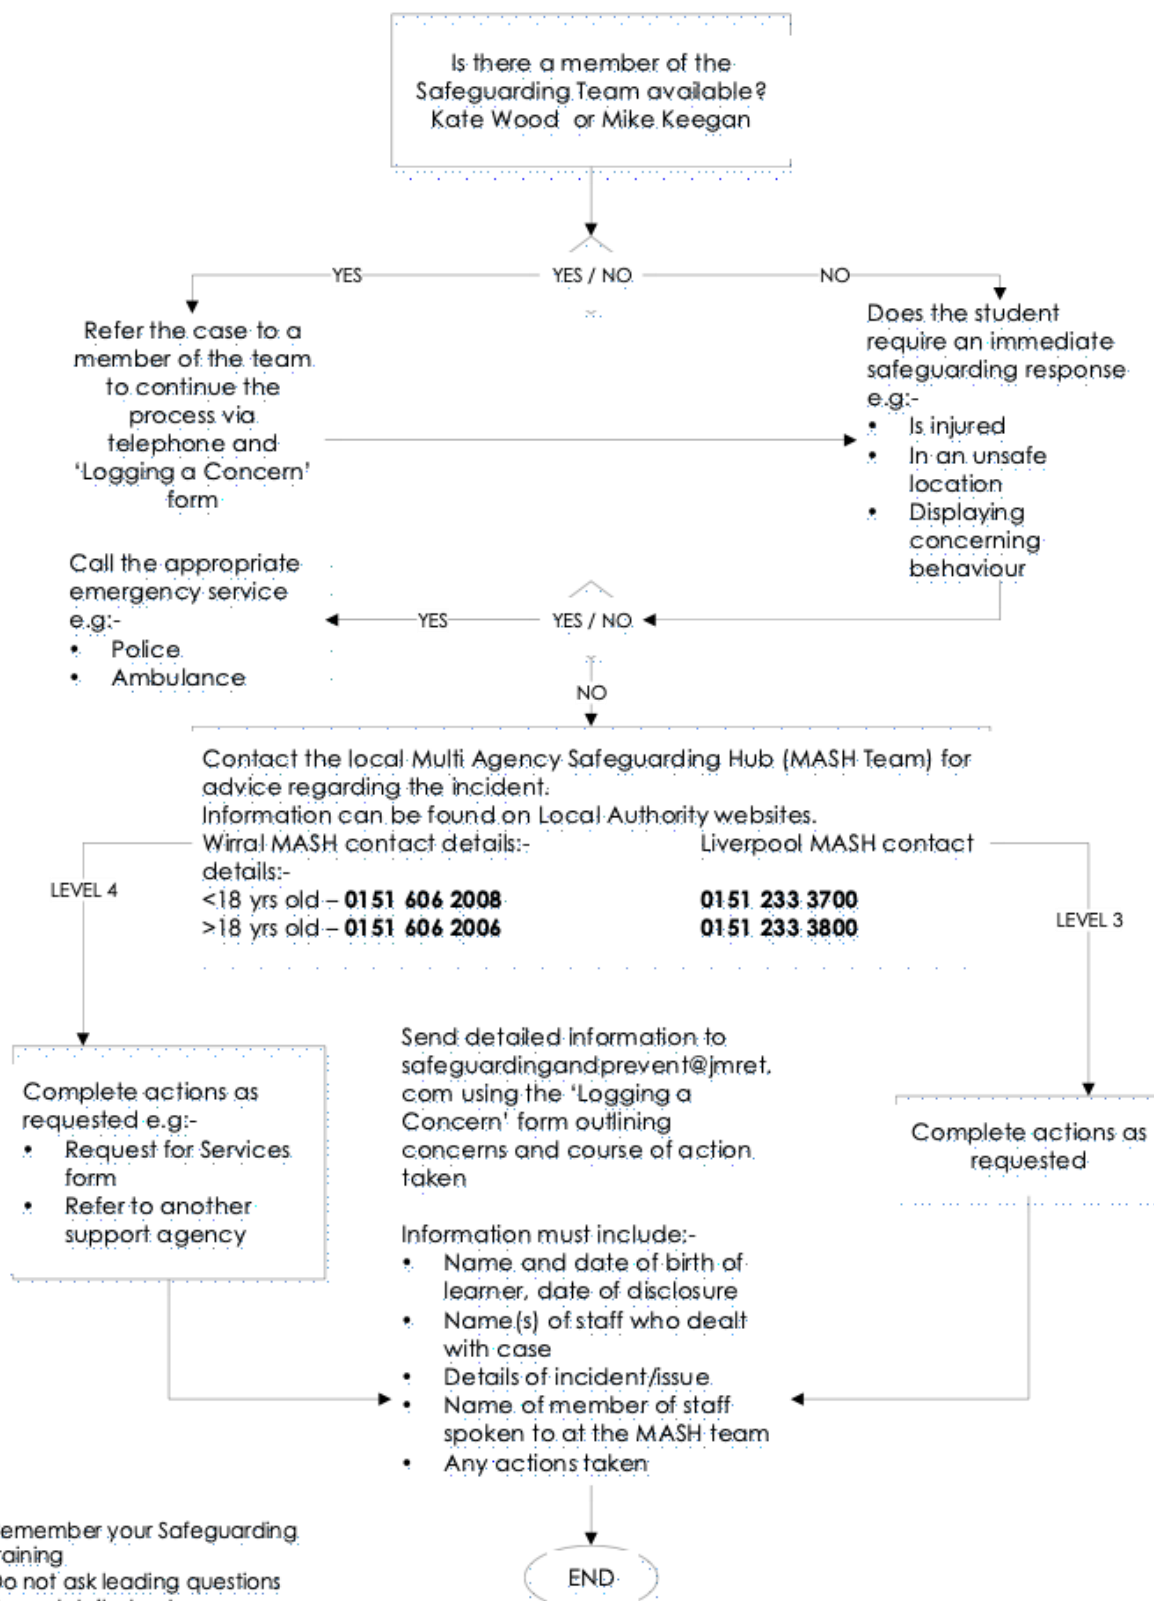 Is there a member of the
Safeguarding Team available?
Kate Wood or Mike Keegan
YES
YES / NO
NO
Refer the case to a
member of the team
to continue the
process via
telephone and
‘Logging a Concern’
form
Does the student
require an immediate
safeguarding response
e.g:-
• Is injured
• In an unsafe
location
• Displaying
concerning
behaviour
Call the appropriate
emergency service
e.g:-
• Police
• Ambulance
YES
YES / NO
NO
Contact the local Multi Agency Safeguarding Hub (MASH Team) for
advice regarding the incident.
Information can be found on Local Authority websites.
Wirral MASH contact details:- Liverpool MASH contact
details:-
<18 yrs old – 0151 606 2008 0151 233 3700
>18 yrs old – 0151 606 2006 0151 233 3800
LEVEL 4
LEVEL 3
Complete actions as
requested e.g:-
• Request for Services
form
• Refer to another
support agency
Send detailed information to
safeguardingandprevent@jmret.
com using the ‘Logging a
Concern’ form outlining
concerns and course of action
taken
Information must include:-
• Name and date of birth of
learner, date of disclosure
• Name(s) of staff who dealt
with case
• Details of incident/issue
• Name of member of staff
spoken to at the MASH team
• Any actions taken
Complete actions as
requested
emember your Safeguarding
raining
o not ask leading questions
END